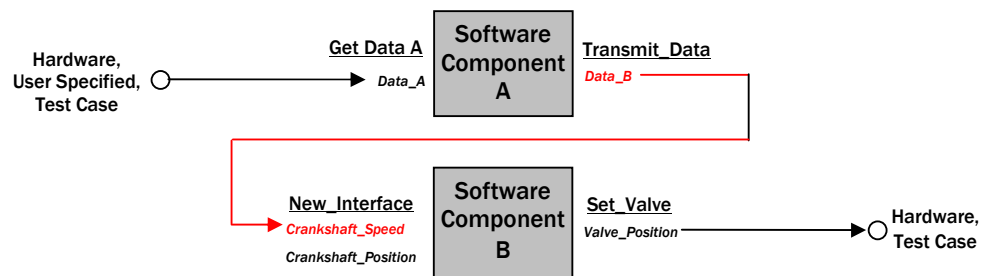 Hardware,
User Specified,
Test Case
Get Data A
Data_A
Software
Component
A
Transmit_Data
Data_B
New_Interface
Crankshaft_Speed
Crankshaft_Position
Software
Component
B
Set_Valve
Valve_Position
Hardware,
Test Case